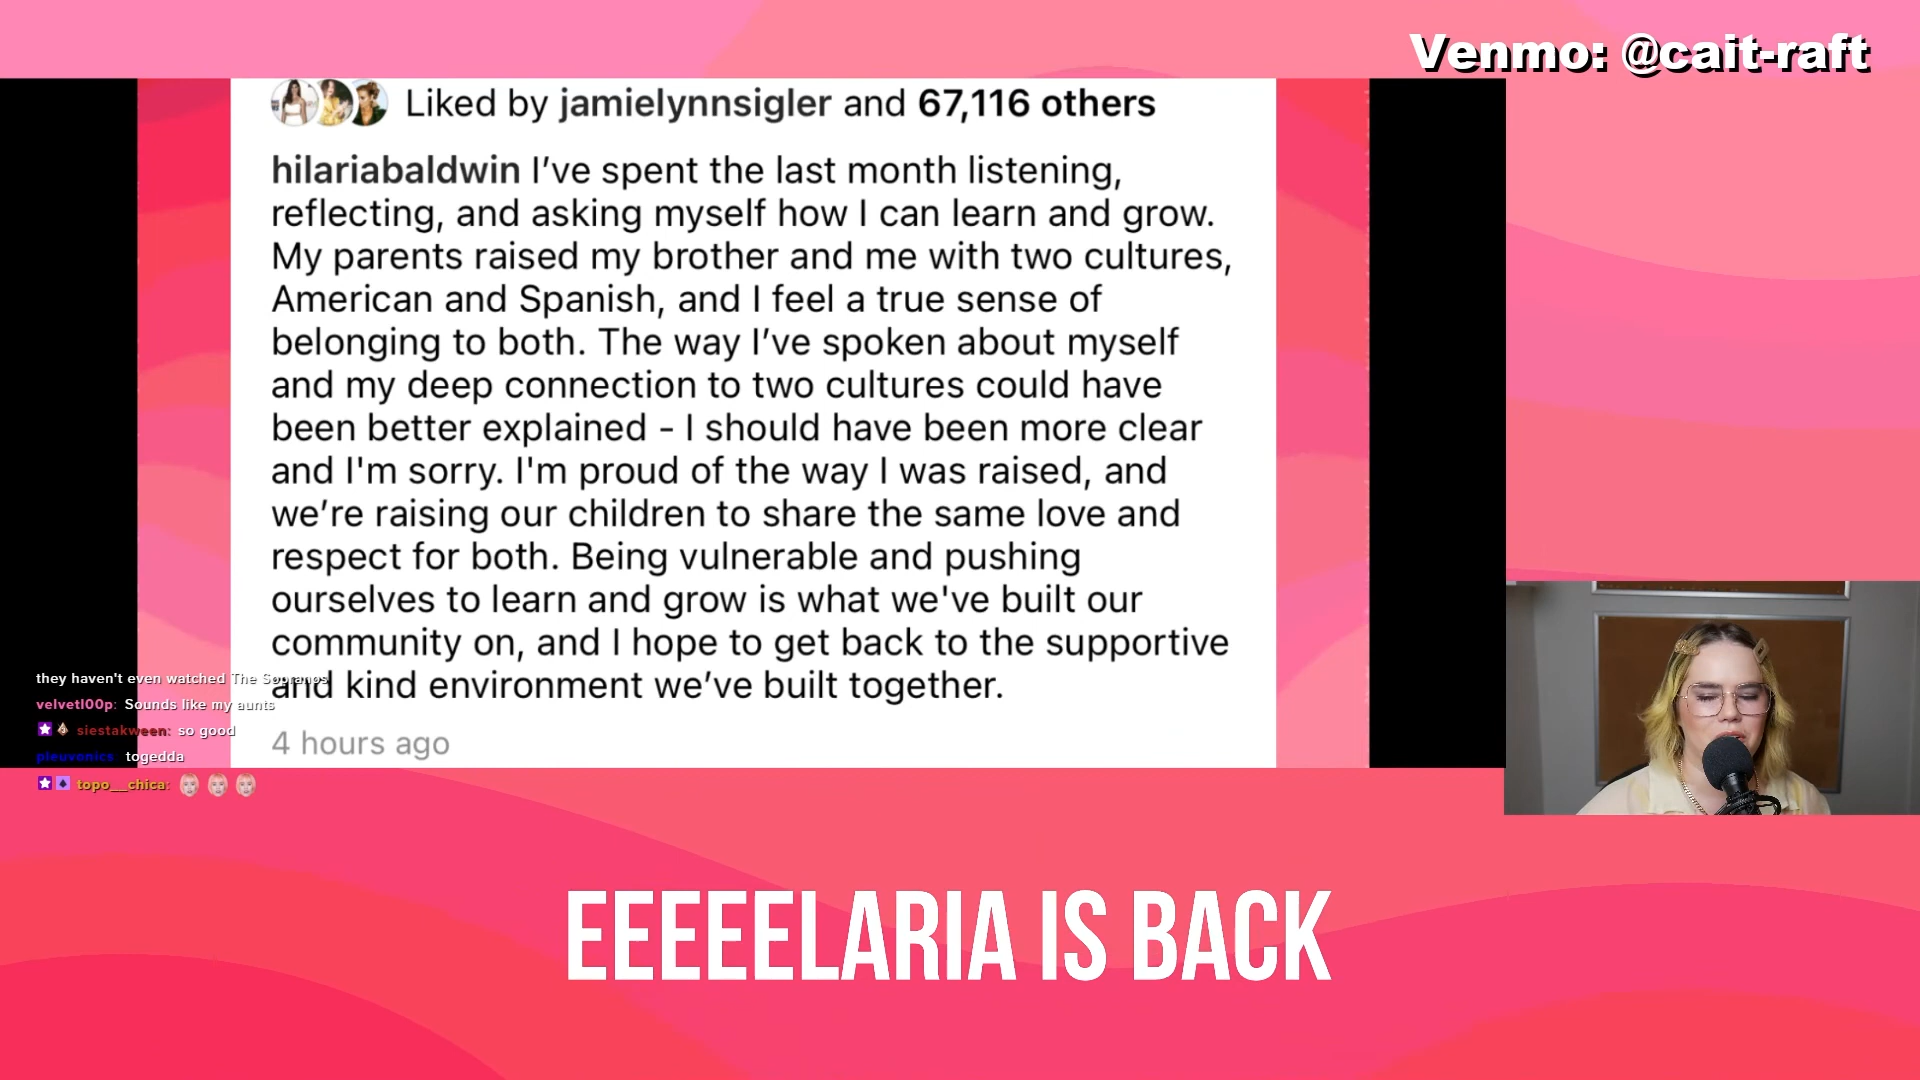 Venmo: @cait-raft
Liked by jamielynnsigler and 67,116 others
hilariabaldwin I’ve spent the last month listening,
reflecting, and asking myself how I can learn and grow.
My parents raised my brother and me with two cultures,
American and Spanish, and I feel a true sense of
belonging to both. The way I’ve spoken about myself
and my deep connection to two cultures could have
been better explained - I should have been more clear
and I'm sorry. I'm proud of the way I was raised, and
we’re raising our children to share the same love and
respect for both. Being vulnerable and pushing
ourselves to learn and grow is what we've built our
community on, and I hope to get back to the supportive
and kind environment we’ve built together.
4 hours ago
they haven't even watched The Sopranos
velvetl00p: Sounds like my aunts
siestakween: so good
pleuvonics: togedda
topo__chica:
EEEEELARIA IS BACK